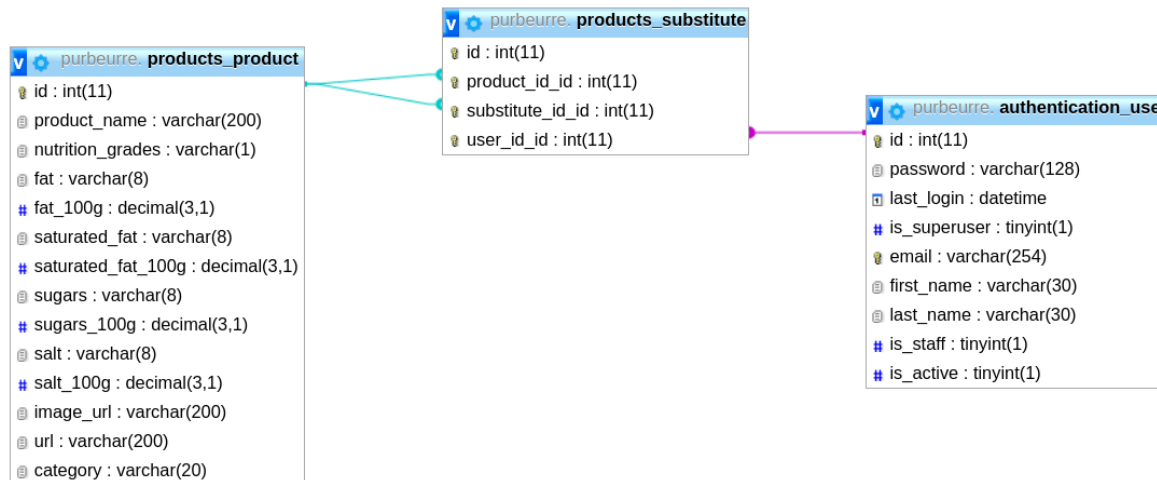 purbeurre. products_product
id : int(11)
product_name : varchar(200)
nutrition_grades : varchar(1)
fat : varchar(8)
fat_100g : decimal(3,1)
saturated_fat : varchar(8)
saturated_fat_100g : decimal(3,1)
sugars : varchar(8)
sugars_100g : decimal(3,1)
salt : varchar(8)
salt_100g : decimal(3,1)
image_url : varchar(200)
url : varchar(200)
category : varchar(20)
purbeurre. products_substitute
id : int(11)
product_id_id : int(11)
substitute_id_id : int(11)
user_id_id : int(11)
purbeurre. authentication_use
id : int(11)
password : varchar(128)
last_login : datetime
is_superuser : tinyint(1)
email : varchar(254)
first_name : varchar(30)
last_name : varchar(30)
is_staff : tinyint(1)
is_active : tinyint(1)